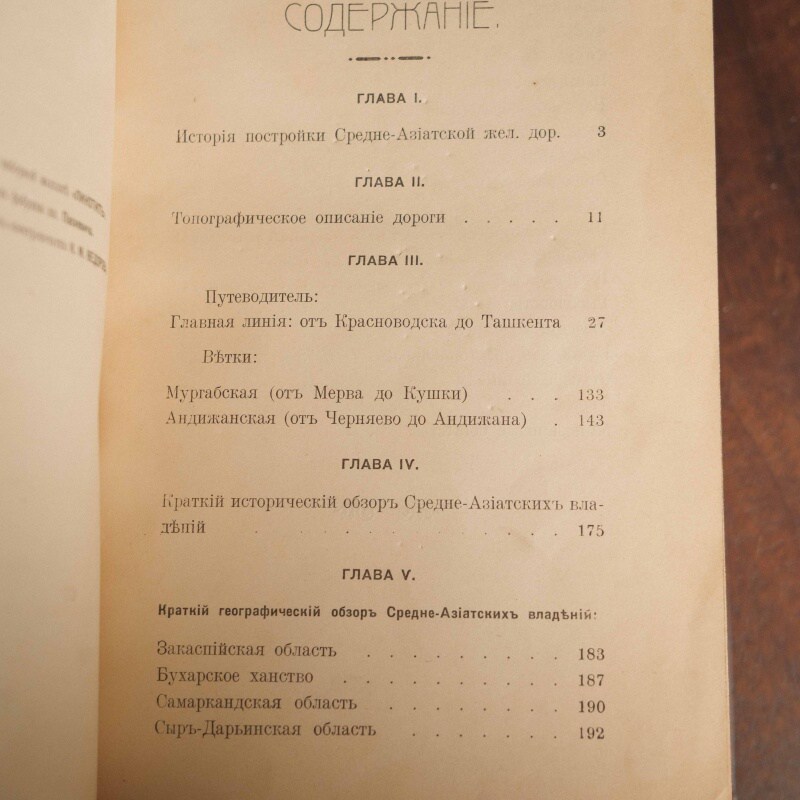 СОДЕРЖАНІЕ.
ГЛАВА I.
Исторія постройки Средне-Азіатской жел. дор. 3
ГЛАВА II.
Топографическое описаніе дороги . . . . . 11
ГЛАВА III.
Путеводитель:
Главная линія: отъ Красноводска до Ташкента 27
Вѣтки:
Мургабская (отъ Мерва до Кушки) . . . 133
Андижанская (отъ Черняево до Андижана) . 143
ГЛАВА IV.
Краткій историческій обзоръ Средне-Азіатскихъ вла-
дѣній . . . . . . . . . . . 175
ГЛАВА V.
Краткій географическій обзоръ Средне-Азіатскихъ владѣній:
Закаспійская область . . . . . . . . . 183
Бухарское ханство . . . . . . . . . . 187
Самаркандская область . . . . . . . . 190
Сыръ-Дарьинская область . . . . . . . 192